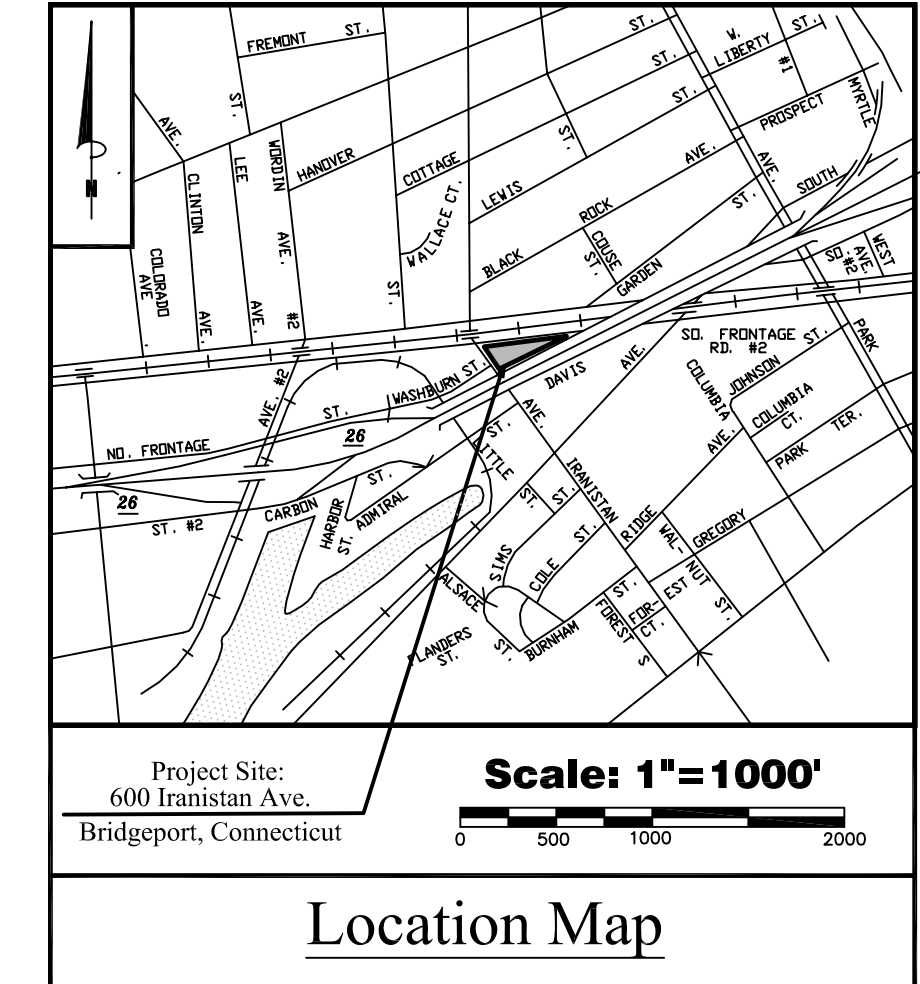 FREMONT ST.
ST.
W. LIBERTY ST.
#1
MYRTLE
PROSPECT
ST.
ST.
AVE.
ST.
N
HANOVER
COTTAGE
ST.
LEWIS
AVE.
AVE.
SOUTH
CLINTON
AVE.
LEE
AVE.
WORDIN
AVE.
#2
WALLACE CT.
ST.
BLACK
ROCK
COUSE
ST.
GARDEN
ST.
COLORADO
AVE.
SO.
#2
AVE.
WEST
SO. FRONTAGE
RD. #2
JOHNSON ST.
PARK
WASHBURN ST.
DAVIS
AVE.
AVE. #2
COLUMBIA
AVE.
COLUMBIA
CT.
PARK TER.
NO. FRONTAGE
ST.
26
26
ST. #2
CARBON
HARBOR
ST.
ADMIRAL
ST.
AVE.
ST.
ITTLE
ST.
IRANISTAN
ST.
SIMS
COLE
ST.
RIDGE
WAL-
NUT
ST.
GREGORY
ALSACE
ST.
BURNHAM
ST.
FOREST
S
FOR-
EST
CT.
LANDERS
ST.
Project Site:
600 Iranistan Ave.
Bridgeport, Connecticut
Scale: 1"=1000'
0 500 1000 2000
Location Map